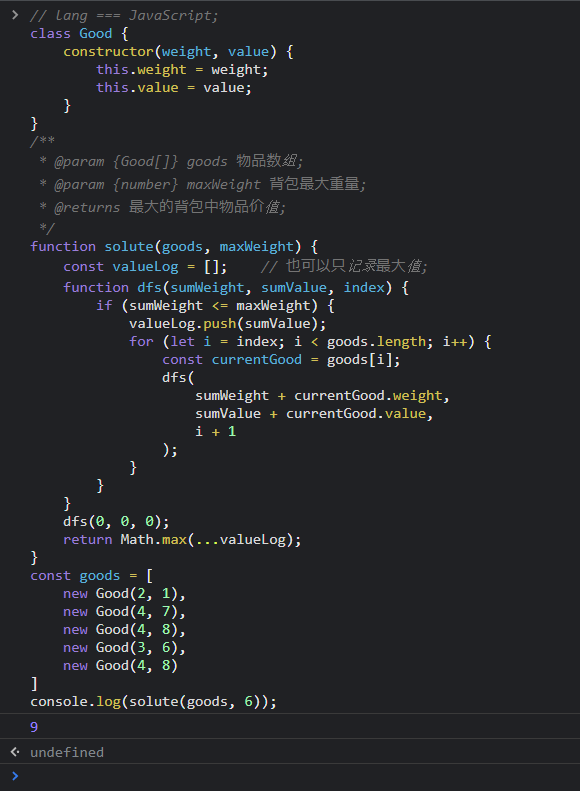 // lang === JavaScript;
class Good {
    constructor(weight, value) {
        this.weight = weight;
        this.value = value;
    }
}
/**
 * @param {Good[]} goods 物品数组;
 * @param {number} maxWeight 背包最大重量;
 * @returns 最大的背包中物品价值;
 */
function solute(goods, maxWeight) {
    const valueLog = [];    // 也可以只记录最大值;
    function dfs(sumWeight, sumValue, index) {
        if (sumWeight <= maxWeight) {
            valueLog.push(sumValue);
            for (let i = index; i < goods.length; i++) {
                const currentGood = goods[i];
                dfs(
                    sumWeight + currentGood.weight,
                    sumValue + currentGood.value,
                    i + 1
                );
            }
        }
    }
    dfs(0, 0, 0);
    return Math.max(...valueLog);
}
const goods = [
    new Good(2, 1),
    new Good(4, 7),
    new Good(4, 8),
    new Good(3, 6),
    new Good(4, 8)
]
console.log(solute(goods, 6));
9
undefined